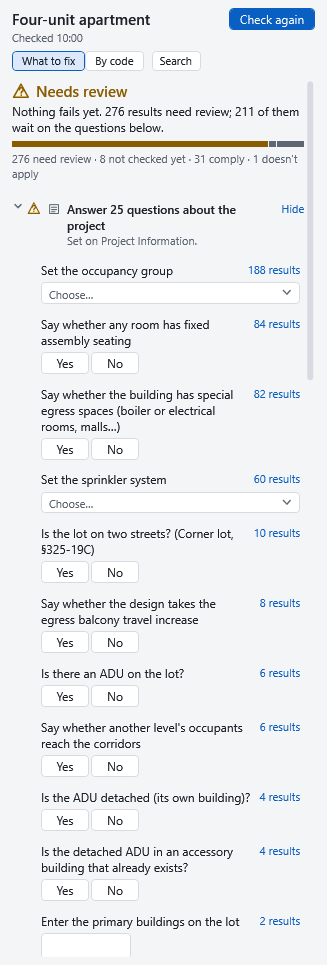 Four-unit apartment
Check again
Checked 10:00
What to fix
By code
Search
Needs review
Nothing fails yet. 276 results need review; 211 of them
wait on the questions below.
276 need review · 8 not checked yet · 31 comply · 1 doesn't
apply
Answer 25 questions about the
project
Hide
Set on Project Information.
Set the occupancy group
188 results
Choose...
Say whether any room has fixed
assembly seating
84 results
Yes
No
Say whether the building has special
egress spaces (boiler or electrical
rooms, malls...)
82 results
Yes
No
Set the sprinkler system
60 results
Choose...
Is the lot on two streets? (Corner lot,
§325-19C)
10 results
Yes
No
Say whether the design takes the
egress balcony travel increase
8 results
Yes
No
Is there an ADU on the lot?
6 results
Yes
No
Say whether another level's occupants
reach the corridors
6 results
Yes
No
Is the ADU detached (its own building)?
4 results
Yes
No
Is the detached ADU in an accessory
building that already exists?
4 results
Yes
No
Enter the primary buildings on the lot
2 results